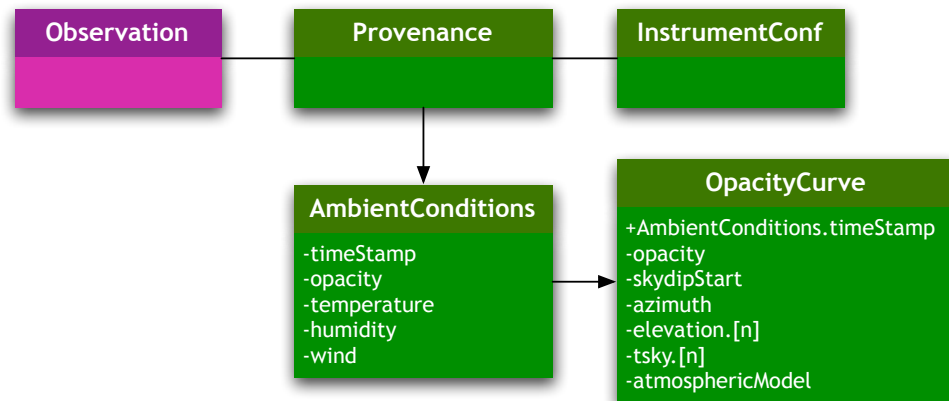 Observation
Provenance
InstrumentConf
AmbientConditions
-timeStamp
-opacity
-temperature
-humidity
-wind
OpacityCurve
+AmbientConditions.timeStamp
-opacity
-skydipStart
-azimuth
-elevation.[n]
-tsky.[n]
-atmosphericModel